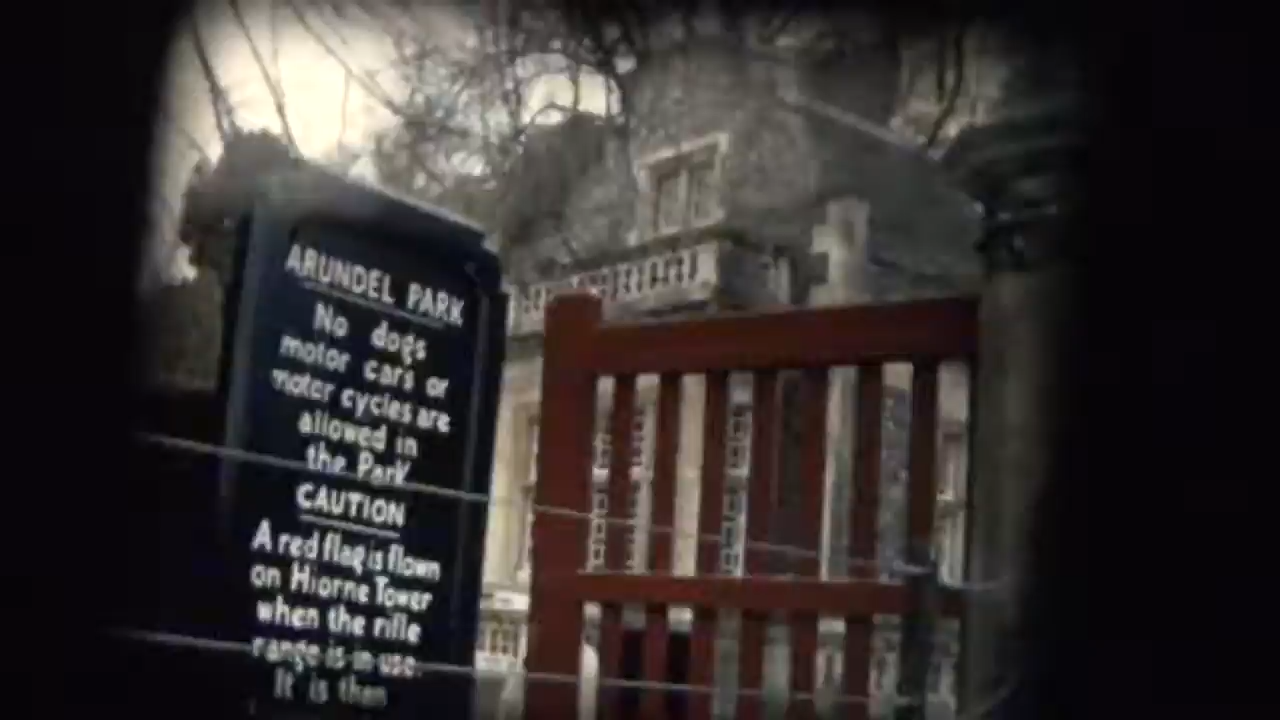 ARUNDEL PARK
No dogs
motor cars or
motor cycles are
allowed in
the Park
CAUTION
A red flag is flown
on Hiorne Tower
when the rifle
range is in use.
It is then